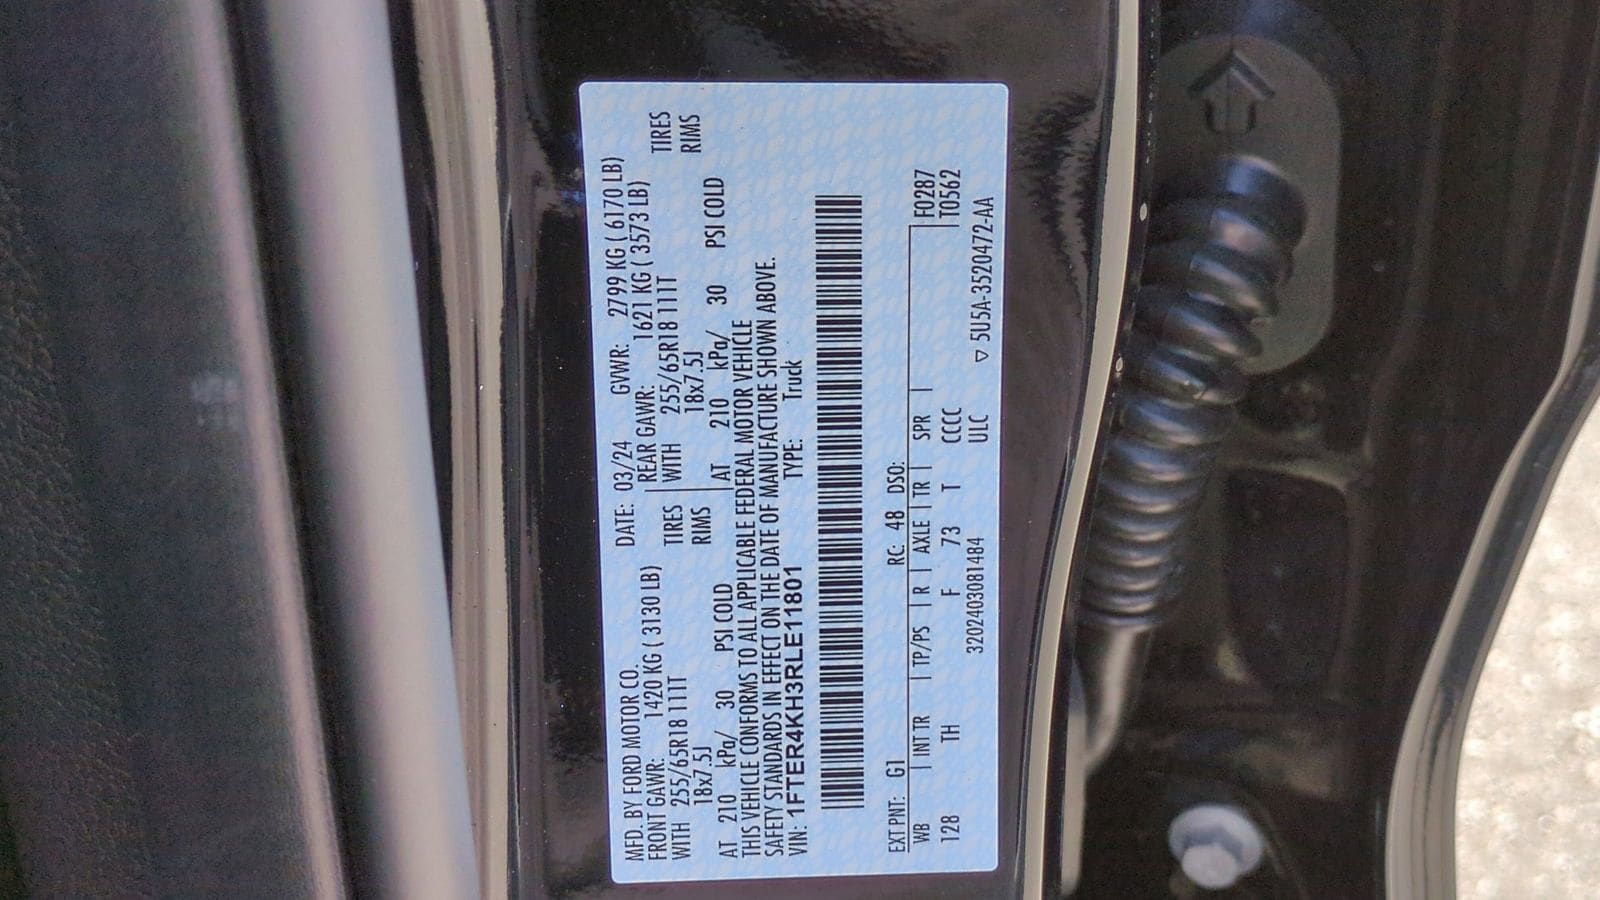 MFD. BY FORD MOTOR CO. DATE: 03/24 GVWR: 2799 KG ( 6170 LB)
FRONT GAWR: 1420 KG ( 3130 LB) REAR GAWR: 1621 KG ( 3573 LB)
WITH 255/65R18 111T TIRES WITH 255/65R18 111T TIRES
18x7.5J RIMS 18x7.5J RIMS
AT 210 kPa/ 30 PSI COLD AT 210 kPa/ 30 PSI COLD
THIS VEHICLE CONFORMS TO ALL APPLICABLE FEDERAL MOTOR VEHICLE
SAFETY STANDARDS IN EFFECT ON THE DATE OF MANUFACTURE SHOWN ABOVE.
VIN: 1FTER4KH3RLE11801 TYPE: Truck
EXT PNT: G1 RC: 48 DSO:
WB INT TR TP/PS R AXLE TR SPR F0287
128 TH F 73 T CCCC T0562
320240308 1484 ULC ▽ 5U5A-3520472-AA